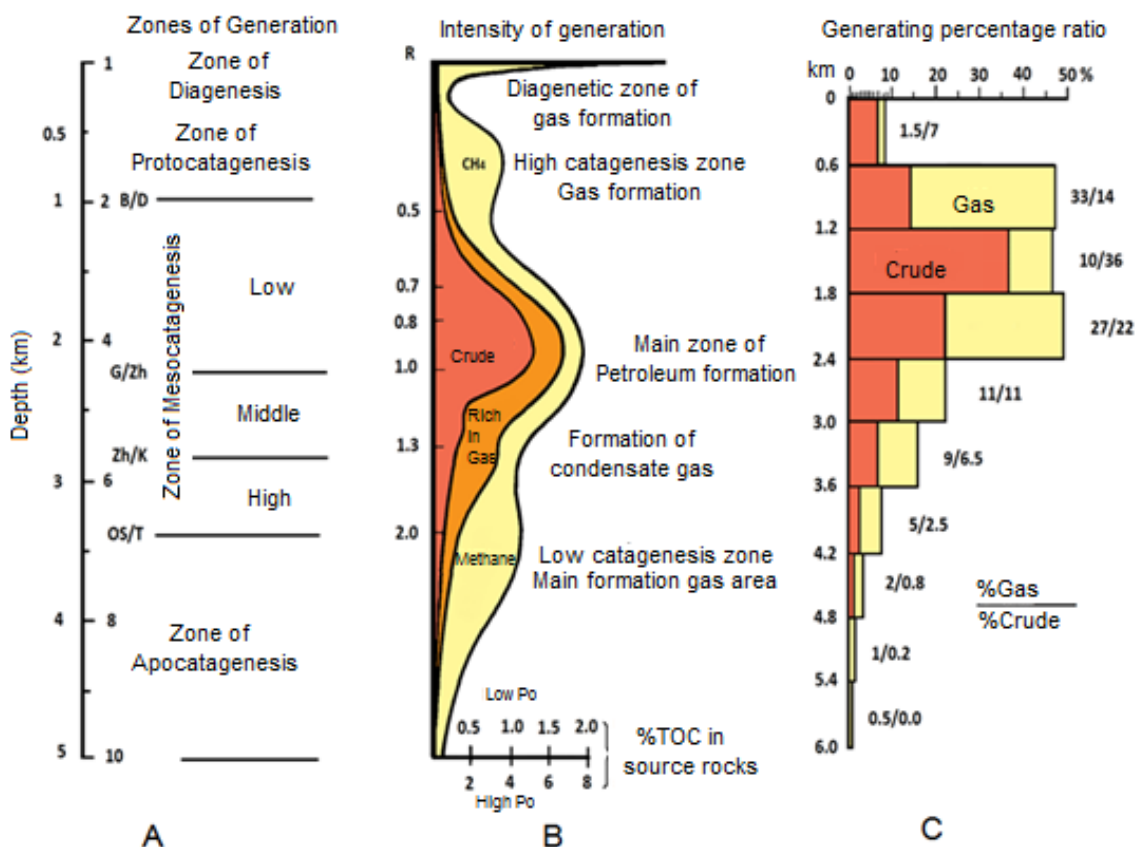 Zones of Generation
1
Zone of
Diagenesis
0.5
Zone of
Protocatagenesis
1
2
B/D
Zone of Mesocatagenesis
Low
Depth (km)
2
4
G/Zh
Middle
Zh/K
3
6
High
OS/T
4
8
Zone of
Apocatagenesis
5
10
A
Intensity of generation
R
Diagenetic zone of
gas formation
CH4
High catagenesis zone
Gas formation
0.5
0.7
0.8
Crude
1.0
Main zone of
Petroleum formation
Rich
In
Gas
1.3
Formation of
condensate gas
2.0
Methane
Low catagenesis zone
Main formation gas area
Low Po
0.5 1.0 1.5 2.0
%TOC in
source rocks
2 4 6 8
High Po
B
Generating percentage ratio
km 0 10 20 30 40 50 %
0
1.5/7
0.6
Gas
33/14
1.2
Crude
10/36
1.8
27/22
2.4
11/11
3.0
9/6.5
3.6
5/2.5
4.2
2/0.8
%Gas
%Crude
4.8
1/0.2
5.4
0.5/0.0
6.0
C